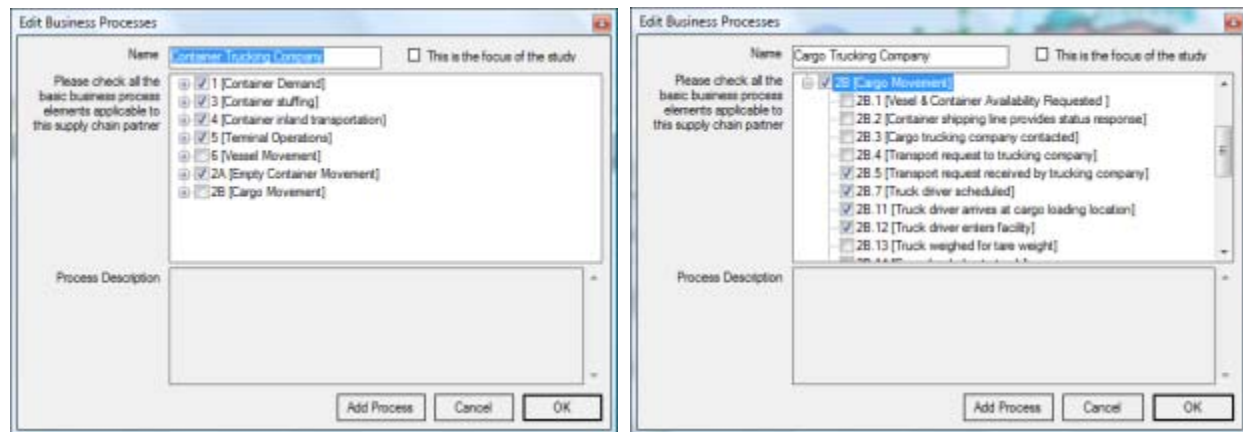 Edit Business Processes
Name Container Trucking Company This is the focus of the study
Please check all the
basic business process
elements applicable to
this supply chain partner
1 [Container Demand]
3 [Container stuffing]
4 [Container inland transportation]
5 [Terminal Operations]
6 [Vessel Movement]
2A [Empty Container Movement]
2B [Cargo Movement]
Process Description
Add Process Cancel OK
Edit Business Processes
Name Cargo Trucking Company This is the focus of the study
Please check all the
basic business process
elements applicable to
this supply chain partner
2B [Cargo Movement]
2B.1 [Vesel & Container Availability Requested ]
2B.2 [Container shipping line provides status response]
2B.3 [Cargo trucking company contacted]
2B.4 [Transport request to trucking company]
2B.5 [Transport request received by trucking company]
2B.7 [Truck driver scheduled]
2B.11 [Truck driver arrives at cargo loading location]
2B.12 [Truck driver enters facility]
2B.13 [Truck weighed for tare weight]
Process Description
Add Process Cancel OK